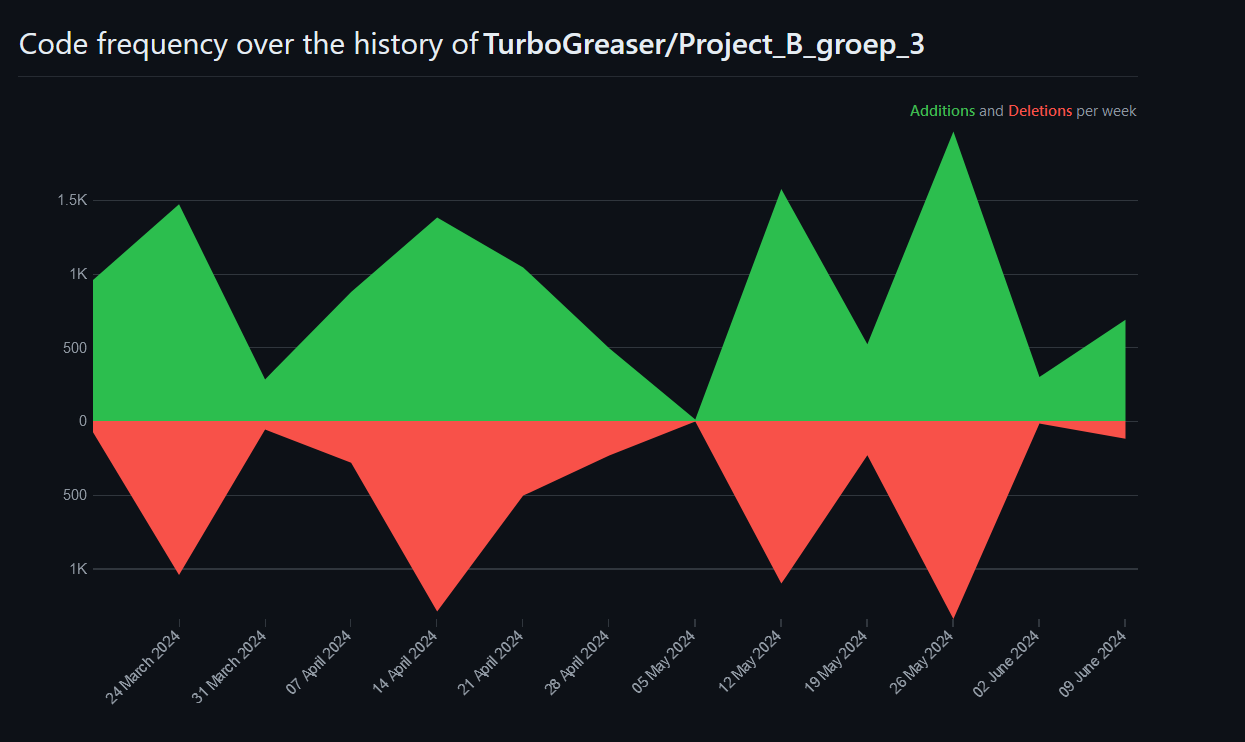 Code frequency over the history of TurboGreaser/Project_B_groep_3
Additions and Deletions per week
1.5K
1K
500
0
500
1K
24 March 2024
31 March 2024
07 April 2024
14 April 2024
21 April 2024
28 April 2024
05 May 2024
12 May 2024
19 May 2024
26 May 2024
02 June 2024
09 June 2024